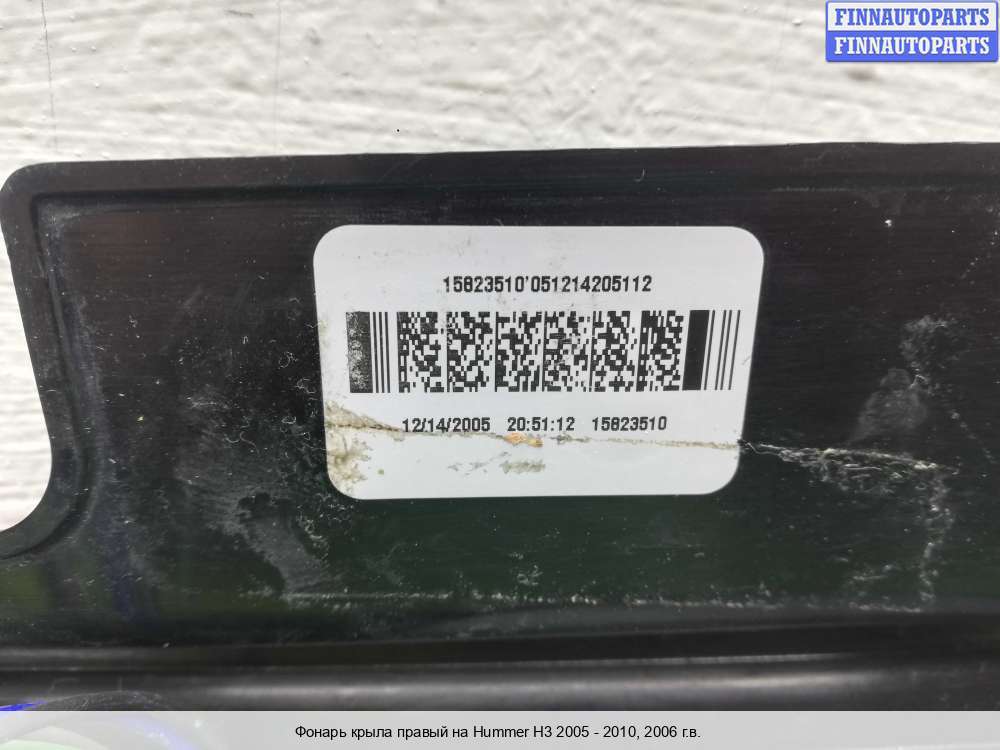 FINNAUTOPARTS
FINNAUTOPARTS
15823510'051214205112
12/14/2005 20:51:12 15823510
Фонарь крыла правый на Hummer H3 2005 - 2010, 2006 г.в.